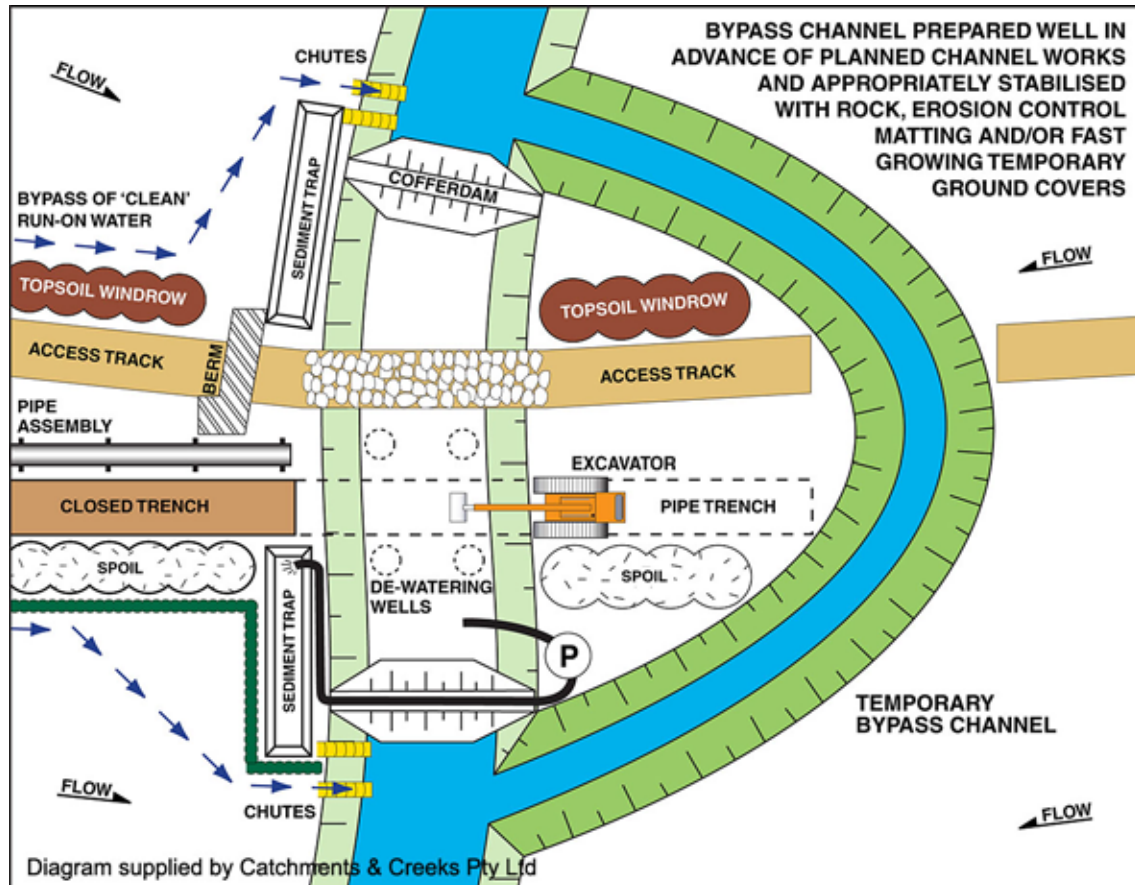 BYPASS CHANNEL PREPARED WELL IN
ADVANCE OF PLANNED CHANNEL WORKS
AND APPROPRIATELY STABILISED
WITH ROCK, EROSION CONTROL
MATTING AND/OR FAST
GROWING TEMPORARY
GROUND COVERS
FLOW
CHUTES
SEDIMENT TRAP
COFFERDAM
BYPASS OF ‘CLEAN’
RUN-ON WATER
FLOW
TOPSOIL WINDROW
TOPSOIL WINDROW
ACCESS TRACK
BERM
ACCESS TRACK
PIPE
ASSEMBLY
EXCAVATOR
CLOSED TRENCH
PIPE TRENCH
SPOIL
SPOIL
DE-WATERING
WELLS
SEDIMENT TRAP
P
TEMPORARY
BYPASS CHANNEL
FLOW
CHUTES
FLOW
Diagram supplied by Catchments & Creeks Pty Ltd